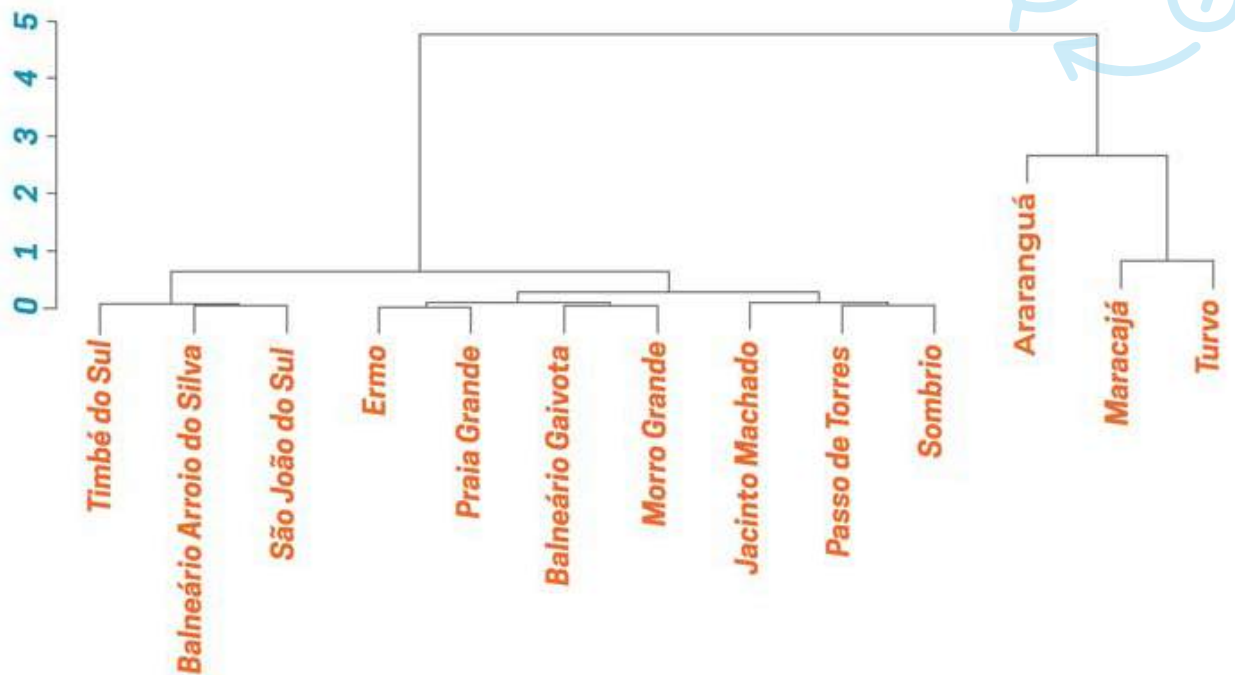 5
4
3
2
1
0
Timbé do Sul
Balneário Arroio do Silva
São João do Sul
Ermo
Praia Grande
Balneário Gaivota
Morro Grande
Jacinto Machado
Passo de Torres
Sombrio
Araranguá
Maracajá
Turvo